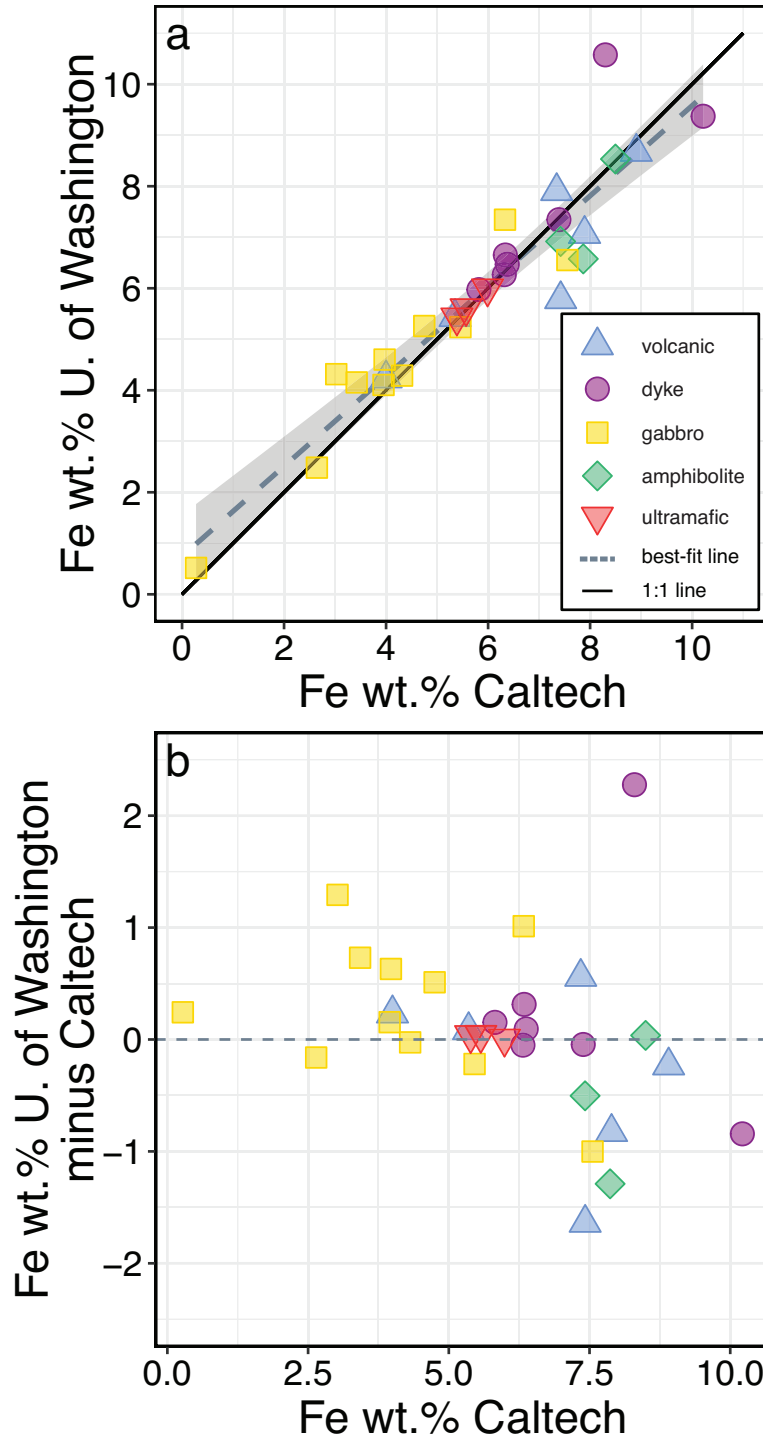 a
Fe wt.% U. of Washington
10
8
6
4
2
0
volcanic
dyke
gabbro
amphibolite
ultramafic
best-fit line
1:1 line
0 2 4 6 8 10
Fe wt.% Caltech
b
Fe wt.% U. of Washington
minus Caltech
2
1
0
−1
−2
0.0 2.5 5.0 7.5 10.0
Fe wt.% Caltech